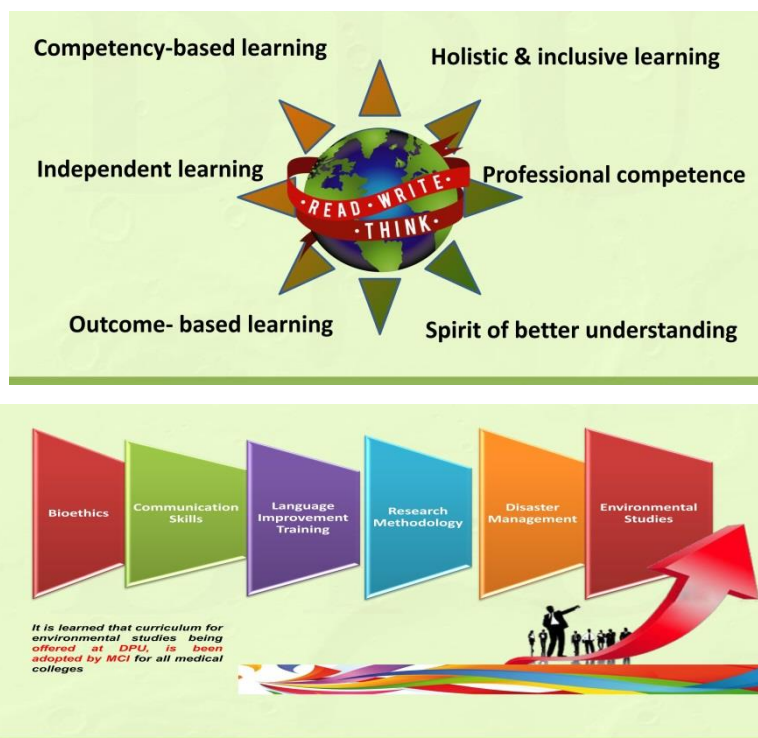 Competency-based learning
Holistic & inclusive learning
Independent learning
Professional competence
• READ • WRITE •
• THINK •
Outcome- based learning
Spirit of better understanding
Bioethics
Communication
Skills
Language
Improvement
Training
Research
Methodology
Disaster
Management
Environmental
Studies
It is learned that curriculum for
environmental studies being
offered at DPU, is been
adopted by MCI for all medical
colleges